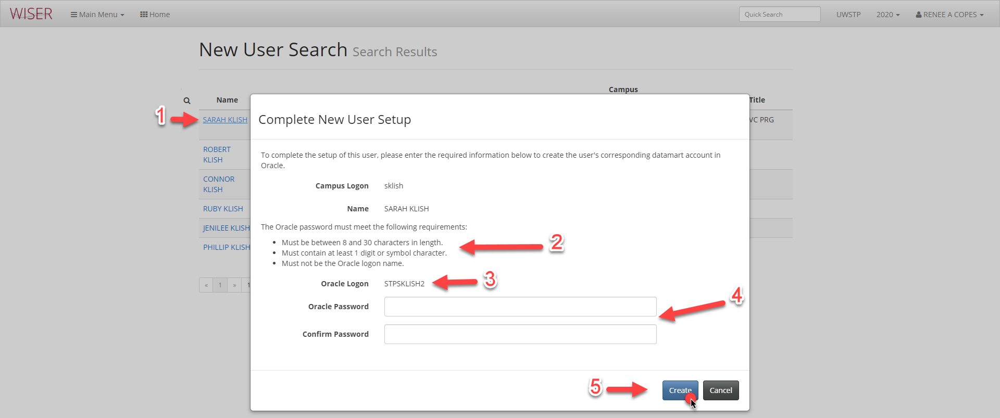 WISER Main Menu Home Quick Search UWSTP 2020 RENEE A COPES
New User Search Search Results
Campus
Name Title
1 SARAH KLISH VC PRG
ROBERT
KLISH
CONNOR
KLISH
RUBY KLISH
JENILEE KLISH
PHILLIP KLISH
« 1 » 1
Complete New User Setup
To complete the setup of this user, please enter the required information below to create the user's corresponding datamart account in
Oracle.
Campus Logon sklish
Name SARAH KLISH
The Oracle password must meet the following requirements:
• Must be between 8 and 30 characters in length.
2
• Must contain at least 1 digit or symbol character.
• Must not be the Oracle logon name.
Oracle Logon STPSKLISH2 3
4
Oracle Password
Confirm Password
5 Create Cancel